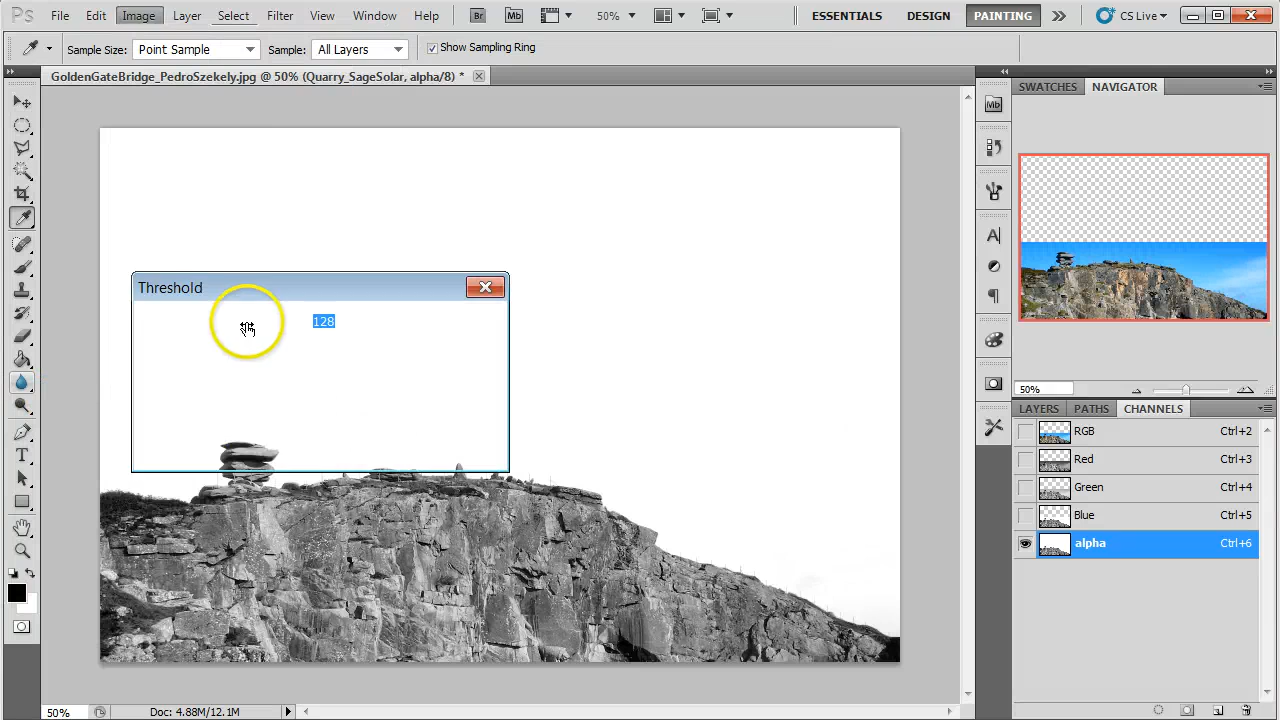 Ps File Edit Image Layer Select Filter View Window Help Br Mb 50% ESSENTIALS DESIGN PAINTING CS Live
Sample Size: Point Sample Sample: All Layers Show Sampling Ring
GoldenGateBridge_PedroSzekely.jpg @ 50% (Quarry_SageSolar, alpha/8) *
SWATCHES NAVIGATOR
Mb
Threshold
128
A
50%
LAYERS PATHS CHANNELS
RGB Ctrl+2
Red Ctrl+3
Green Ctrl+4
Blue Ctrl+5
alpha Ctrl+6
T
50% Doc: 4.88M/12.1M